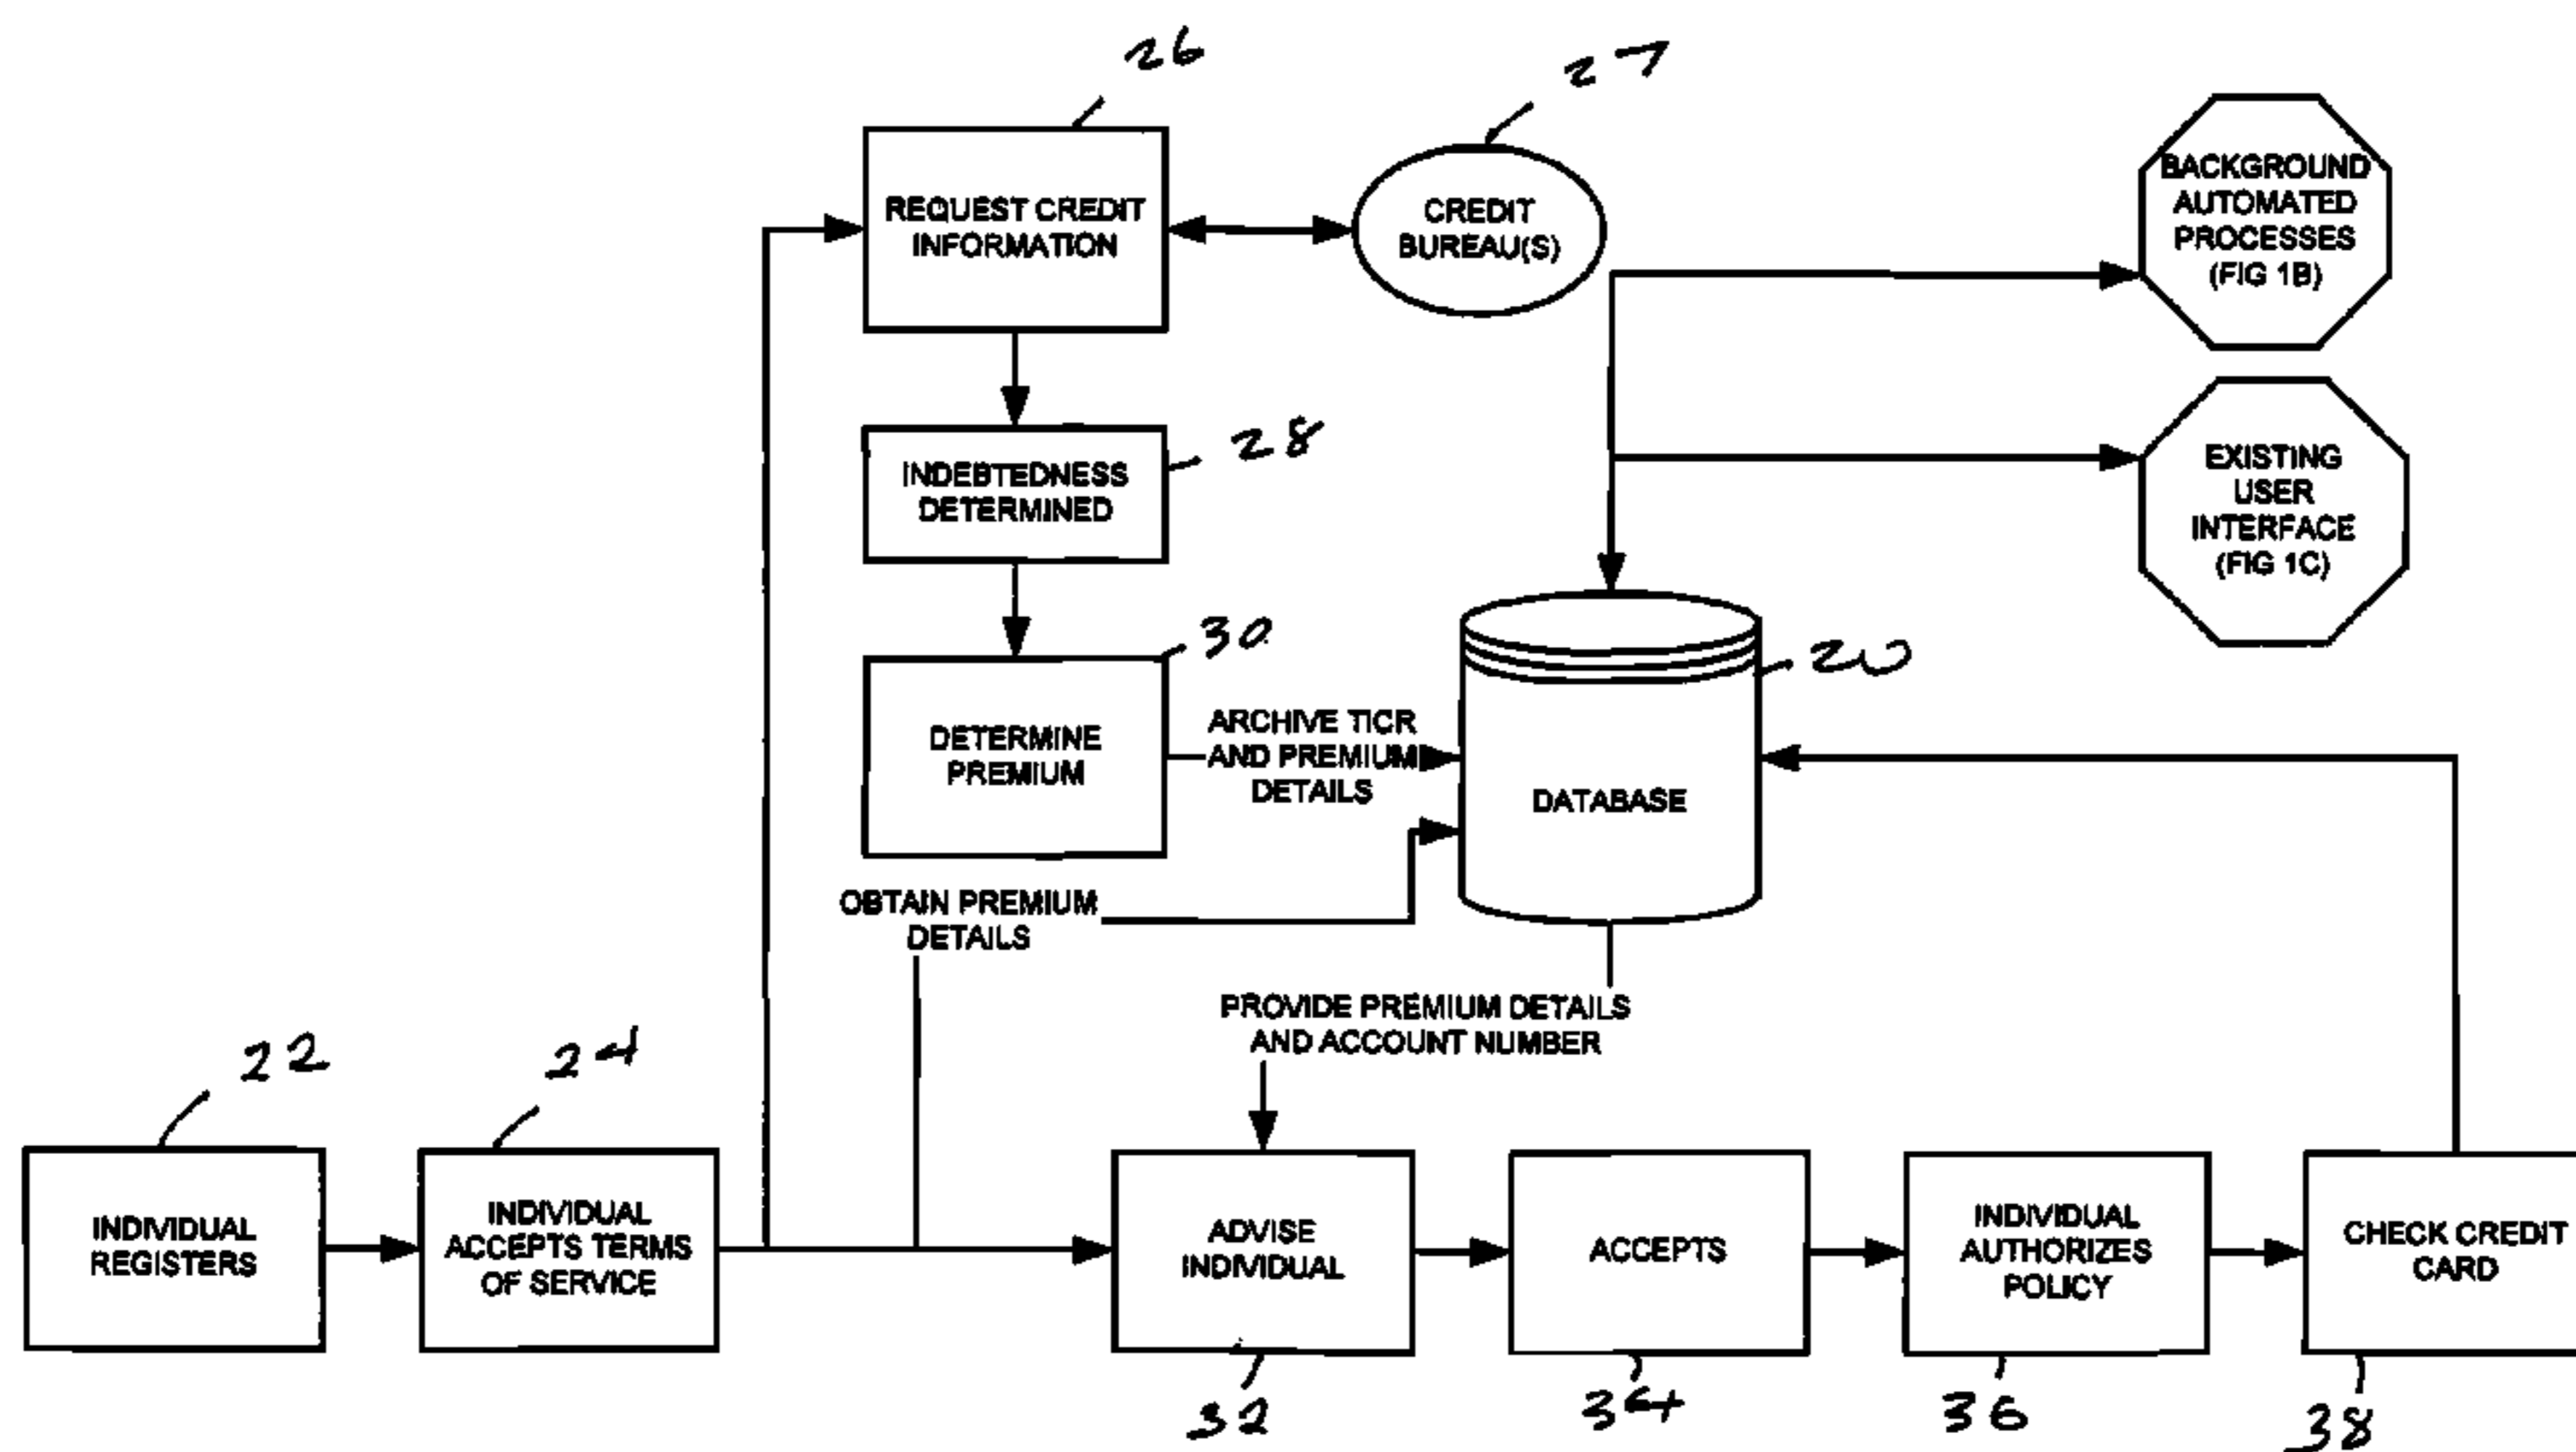 26
27
REQUEST CREDIT
INFORMATION
CREDIT
BUREAU(S)
BACKGROUND
AUTOMATED
PROCESSES
(FIG 1B)
INDEBTEDNESS
DETERMINED
28
EXISTING
USER
INTERFACE
(FIG 1C)
30
20
DETERMINE
PREMIUM
ARCHIVE TICR
AND PREMIUM
DETAILS
DATABASE
OBTAIN PREMIUM
DETAILS
PROVIDE PREMIUM DETAILS
AND ACCOUNT NUMBER
22
24
INDIVIDUAL
REGISTERS
INDIVIDUAL
ACCEPTS TERMS
OF SERVICE
ADVISE
INDIVIDUAL
ACCEPTS
INDIVIDUAL
AUTHORIZES
POLICY
CHECK CREDIT
CARD
32
34
36
38